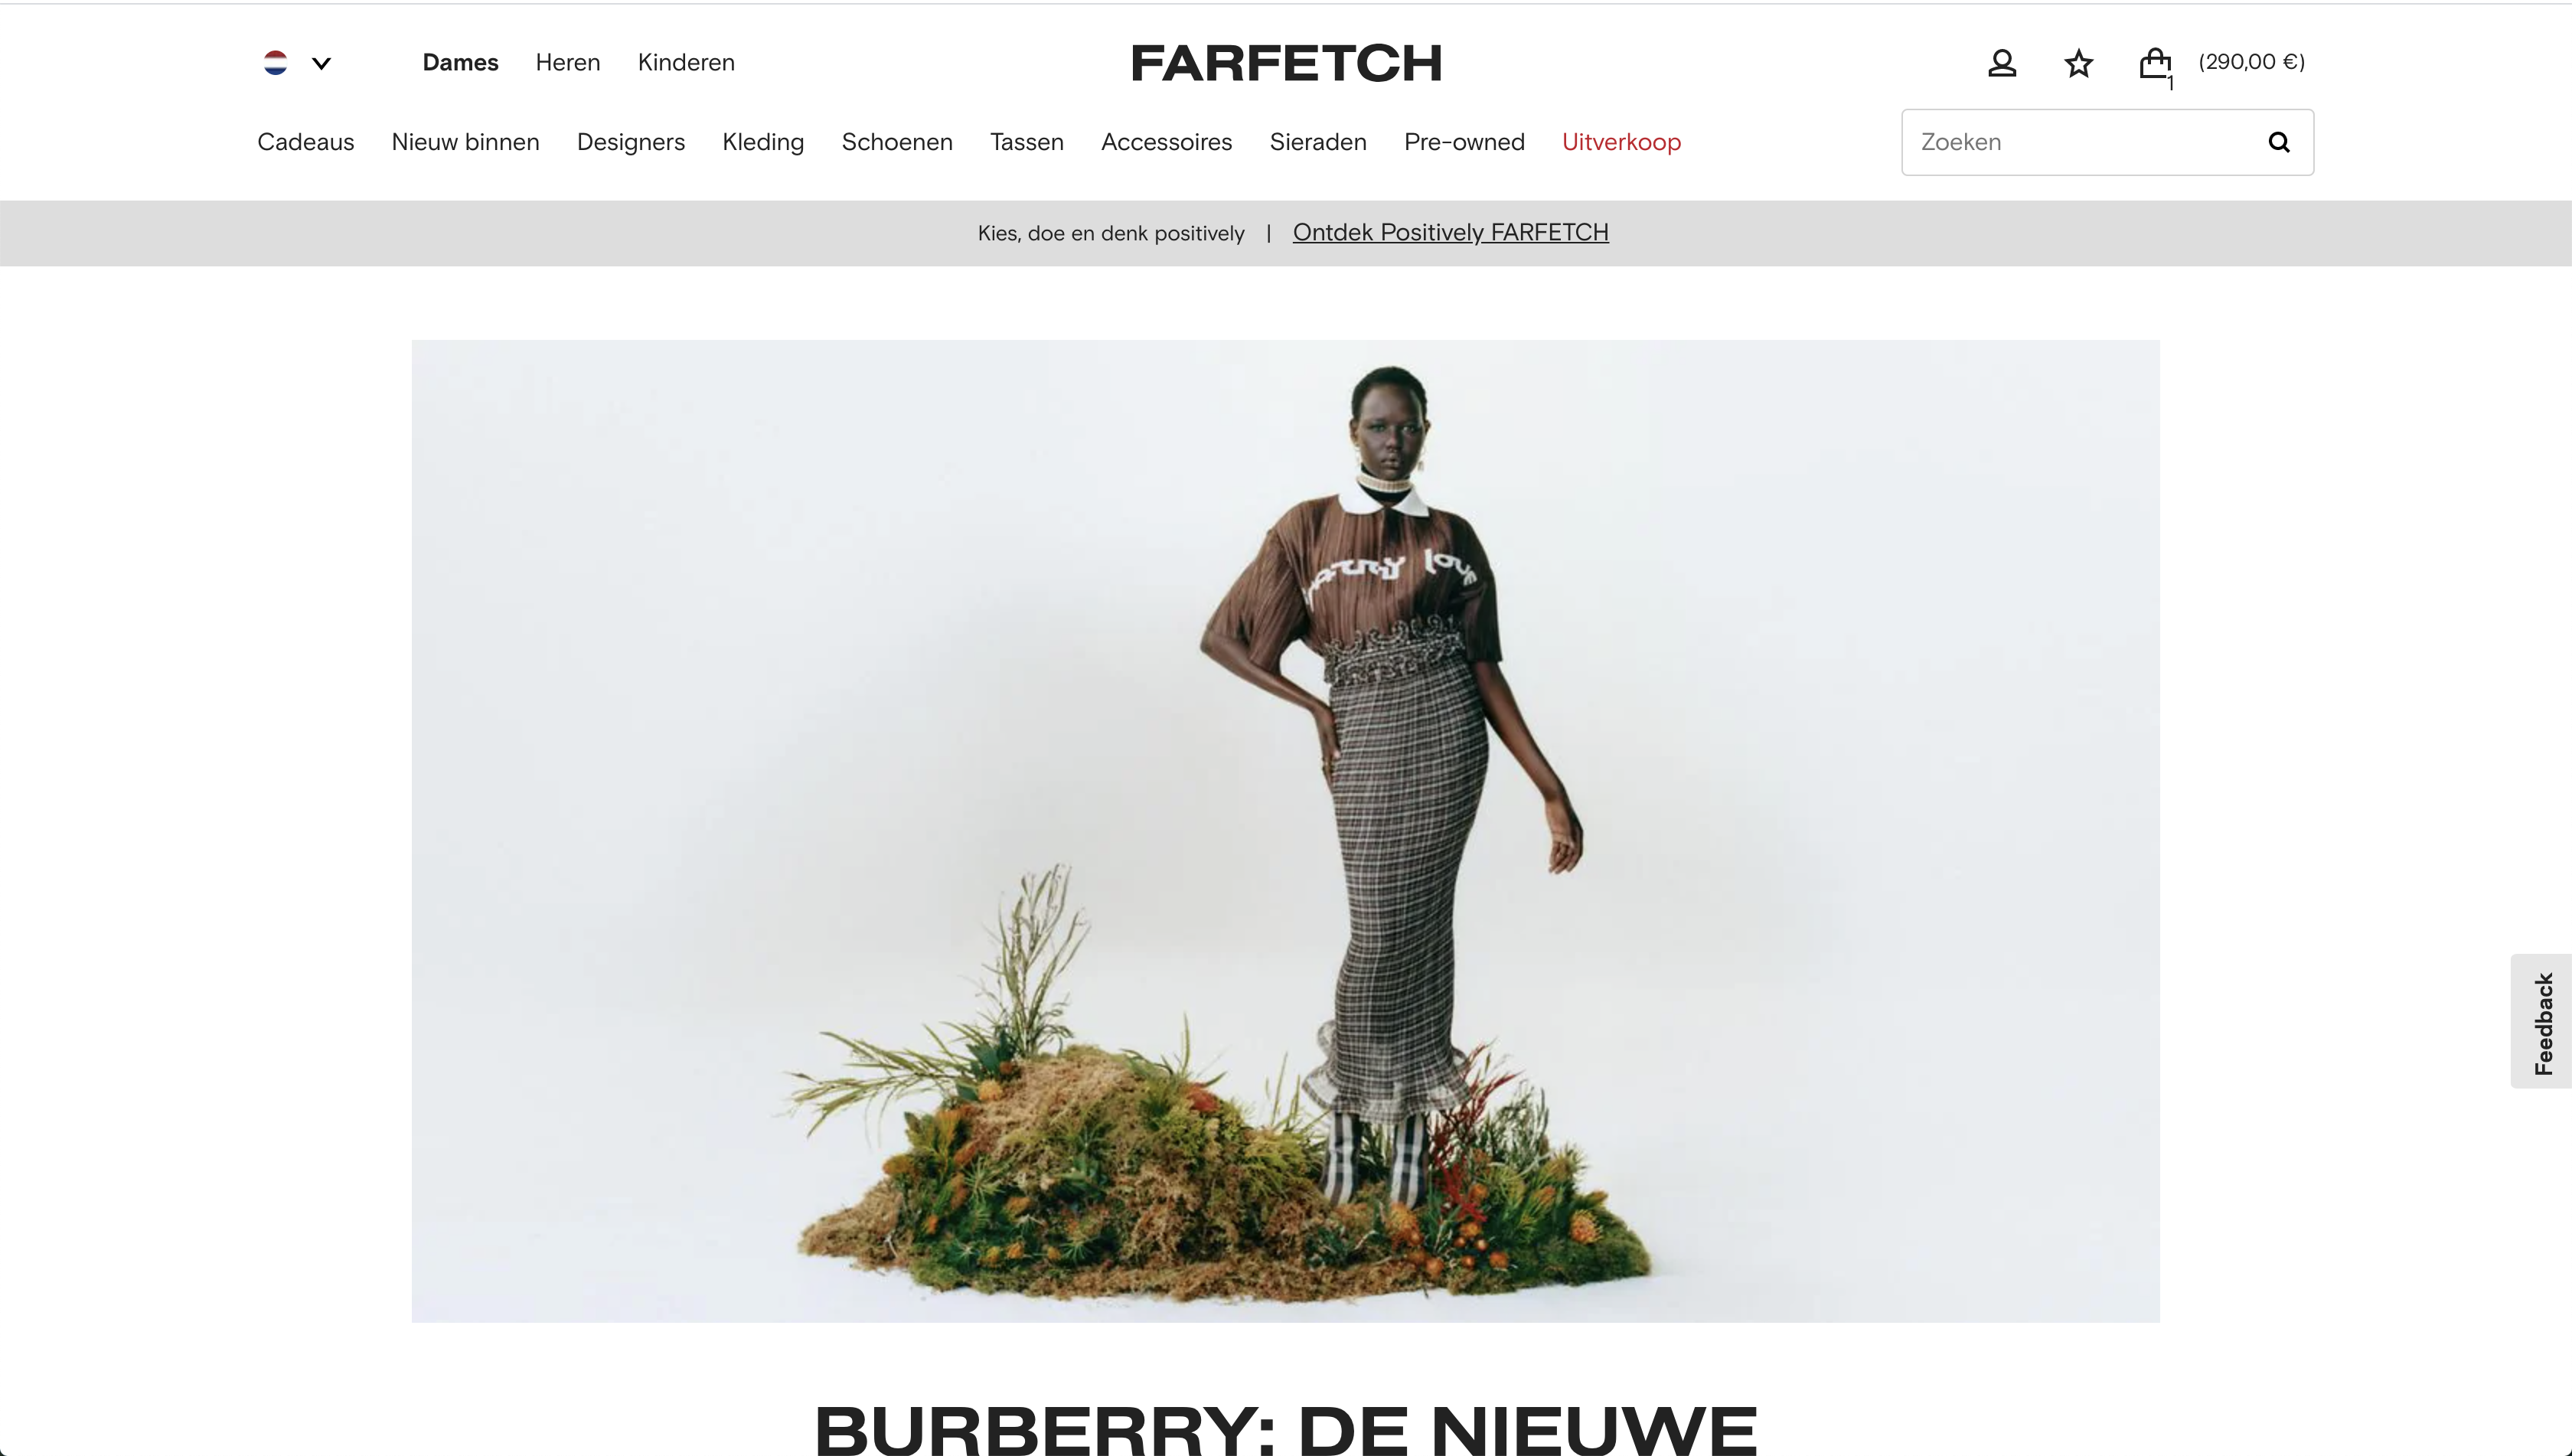 Dames Heren Kinderen FARFETCH 1 (290,00 €)
Cadeaus Nieuw binnen Designers Kleding Schoenen Tassen Accessoires Sieraden Pre-owned Uitverkoop Zoeken
Kies, doe en denk positively | Ontdek Positively FARFETCH
love
Feedback
BURBERRY: DE NIEUWE